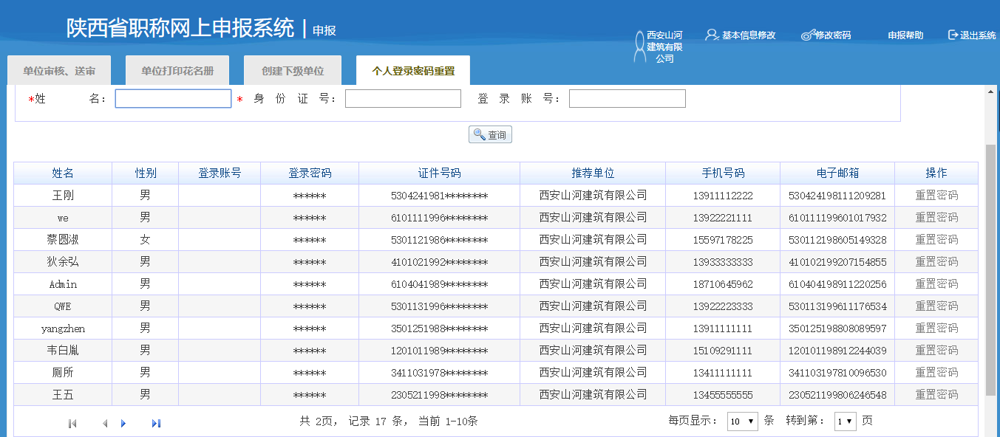 陕西省职称网上申报系统 | 申报
西安山河
建筑有限
公司
基本信息修改 修改密码 申报帮助 退出系统
单位审核、送审 单位打印花名册 创建下级单位 个人登录密码重置
*姓 名： * 身 份 证 号： 登 录 账 号：
查询
姓名 性别 登录账号 登录密码 证件号码 推荐单位 手机号码 电子邮箱 操作
王刚 男 ****** 5304241981******** 西安山河建筑有限公司 13911112222 530424198111209281 重置密码
we 男 ****** 6101111996******** 西安山河建筑有限公司 13922221111 610111199601017932 重置密码
蔡圆淑 女 ****** 5301121986******** 西安山河建筑有限公司 15597178225 530112198605149328 重置密码
狄余弘 男 ****** 4101021992******** 西安山河建筑有限公司 13933333333 410102199207154855 重置密码
Admin 男 ****** 6104041989******** 西安山河建筑有限公司 18710645962 610404198911220256 重置密码
QWE 男 ****** 5301131996******** 西安山河建筑有限公司 13922223333 530113199611176534 重置密码
yangzhen 男 ****** 3501251988******** 西安山河建筑有限公司 13911111111 350125198808089597 重置密码
韦白胤 男 ****** 1201011989******** 西安山河建筑有限公司 15109291111 120101198912244039 重置密码
厕所 男 ****** 3411031978******** 西安山河建筑有限公司 13411111111 341103197810096530 重置密码
王五 男 ****** 2305211998******** 西安山河建筑有限公司 13455555555 230521199806246548 重置密码
共 2页， 记录 17 条， 当前 1-10条 每页显示： 10 条 转到第： 1 页